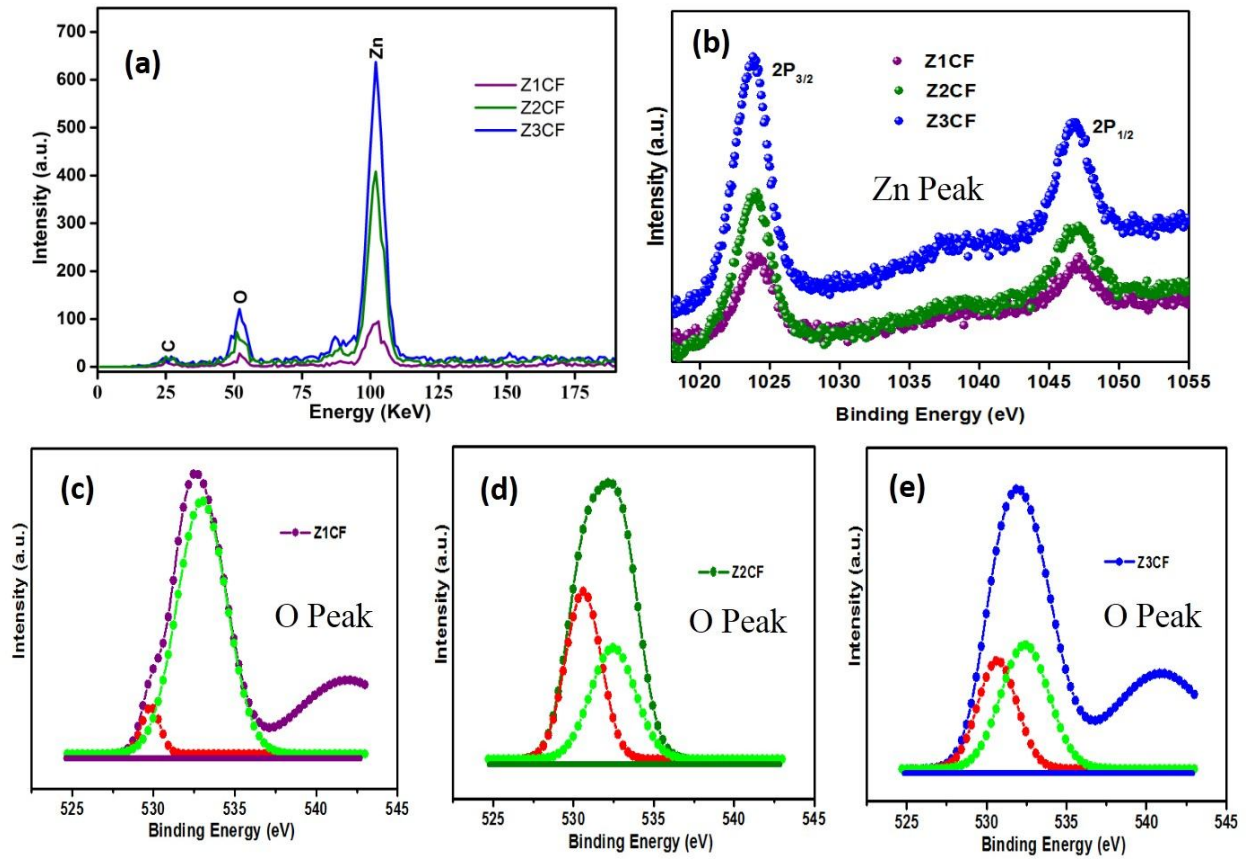 (a)
700
600
500
400
300
200
100
0
Intensity (a.u.)
C
O
Zn
Z1CF
Z2CF
Z3CF
0 25 50 75 100 125 150 175
Energy (KeV)
(b)
Intensity (a.u.)
2P3/2
Z1CF
Z2CF
Z3CF
2P1/2
Zn Peak
1020 1025 1030 1035 1040 1045 1050 1055
Binding Energy (eV)
(c)
Intensity (a.u.)
Z1CF
O Peak
525 530 535 540 545
Binding Energy (eV)
(d)
Intensity (a.u.)
Z2CF
O Peak
525 530 535 540 545
Binding Energy (eV)
(e)
Intensity (a.u.)
Z3CF
O Peak
525 530 535 540 545
Binding Energy (eV)